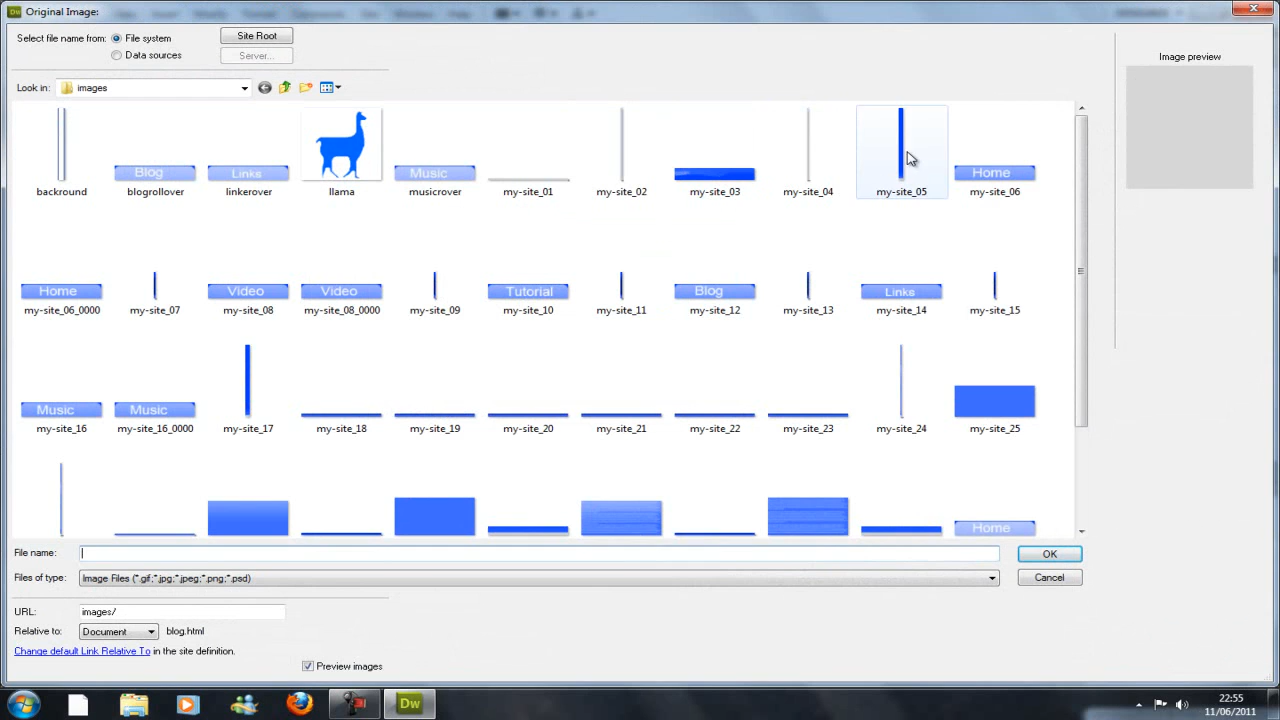 Dw Original Image:
Select file name from: File system Site Root
Data sources Server...
Look in: images
Image preview
Blog Links Music Home
backround blogrollover linkerover llama musicrover my-site_01 my-site_02 my-site_03 my-site_04 my-site_05 my-site_06
Home Video Video Tutorial Blog Links
my-site_06_0000 my-site_07 my-site_08 my-site_08_0000 my-site_09 my-site_10 my-site_11 my-site_12 my-site_13 my-site_14 my-site_15
Music Music
my-site_16 my-site_16_0000 my-site_17 my-site_18 my-site_19 my-site_20 my-site_21 my-site_22 my-site_23 my-site_24 my-site_25
Home
File name: OK
Files of type: Image Files (*.gif;*.jpg;*.jpeg;*.png;*.psd) Cancel
URL: images/
Relative to: Document blog.html
Change default Link Relative To in the site definition.
Preview images
Dw
22:55
11/06/2011